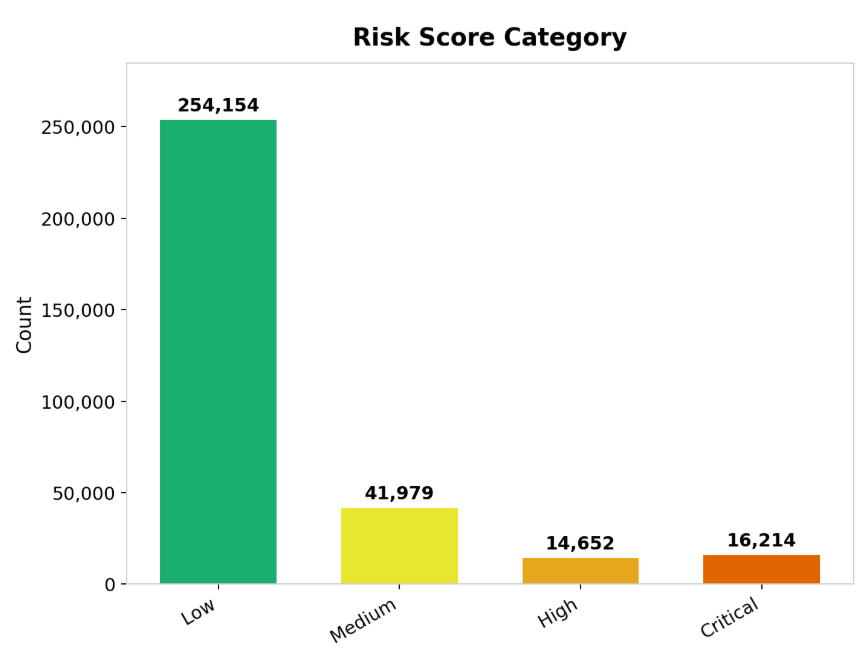 Risk Score Category
254,154
250,000
200,000
150,000
Count
100,000
50,000
41,979
14,652
16,214
0
Low
Medium
High
Critical